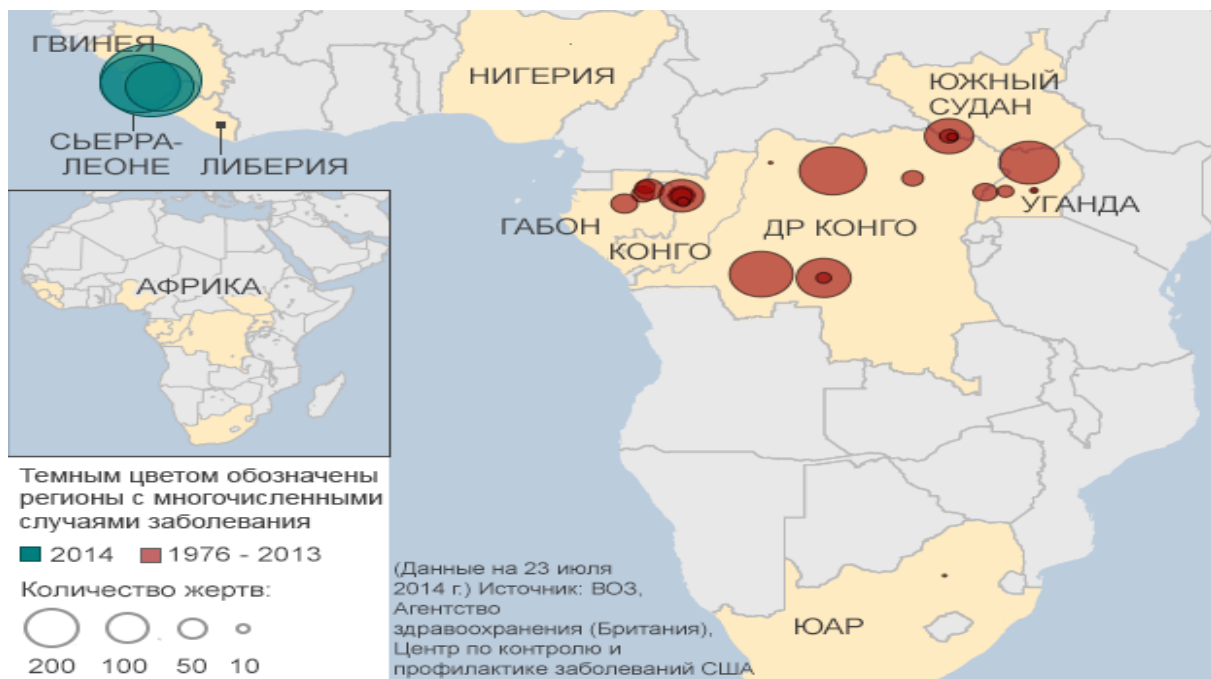 ГВИНЕЯ
НИГЕРИЯ
ЮЖНЫЙ
СУДАН
СЬЕРРА-
ЛЕОНЕ
ЛИБЕРИЯ
ГАБОН
КОНГО
ДР КОНГО
УГАНДА
АФРИКА
ЮАР
Темным цветом обозначены
регионы с многочисленными
случаями заболевания
2014
1976 - 2013
Количество жертв:
200
100
50
10
(Данные на 23 июля
2014 г.) Источник: ВОЗ,
Агентство
здравоохранения (Британия),
Центр по контролю и
профилактике заболеваний США